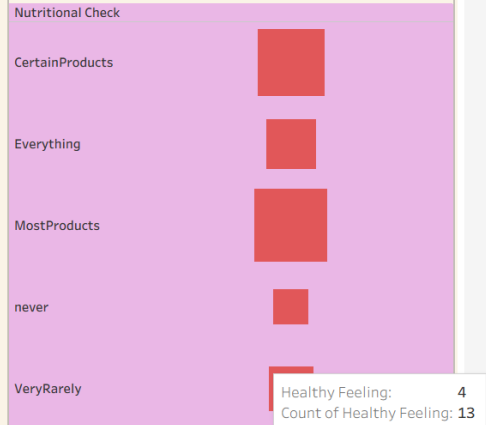 Nutritional Check
CertainProducts
Everything
MostProducts
never
VeryRarely
Healthy Feeling: 4
Count of Healthy Feeling: 13